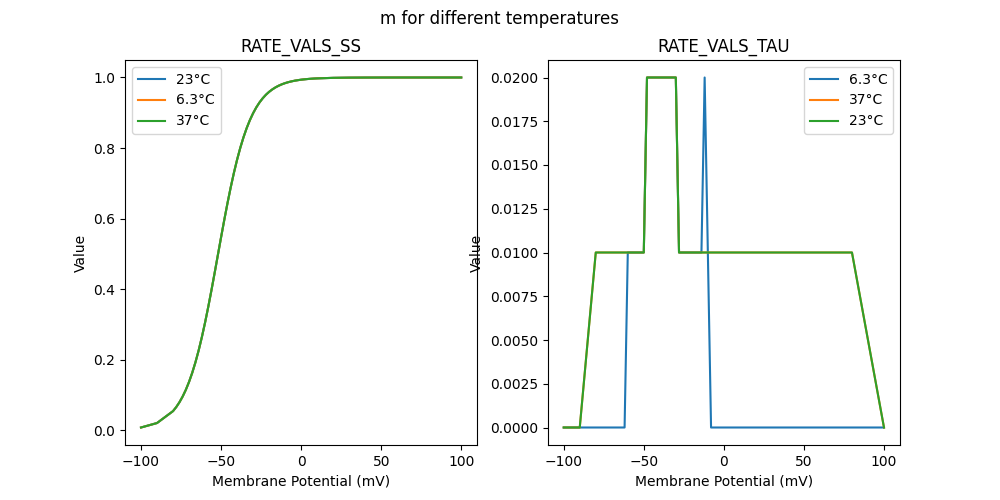 m for different temperatures
RATE_VALS_SS
1.0
0.8
0.6
0.4
0.2
0.0
Value
23°C
6.3°C
37°C
−100
−50
0
50
100
Membrane Potential (mV)
RATE_VALS_TAU
0.0200
0.0175
0.0150
0.0125
0.0100
0.0075
0.0050
0.0025
0.0000
Value
6.3°C
37°C
23°C
−100
−50
0
50
100
Membrane Potential (mV)